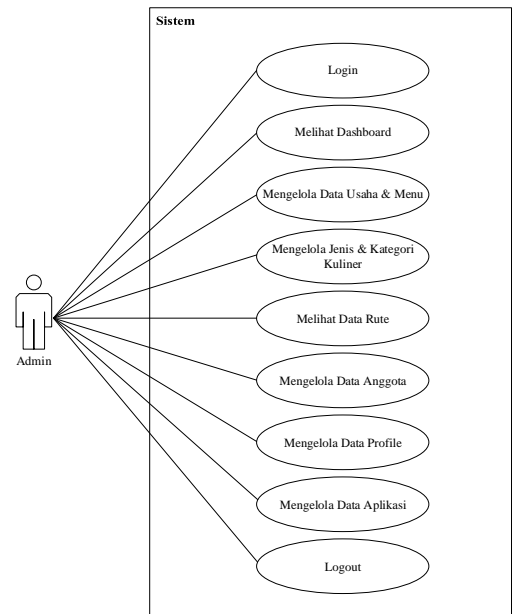 Sistem
Login
Melihat Dashboard
Mengelola Data Usaha & Menu
Mengelola Jenis & Kategori
Kuliner
Melihat Data Rute
Admin
Mengelola Data Anggota
Mengelola Data Profile
Mengelola Data Aplikasi
Logout